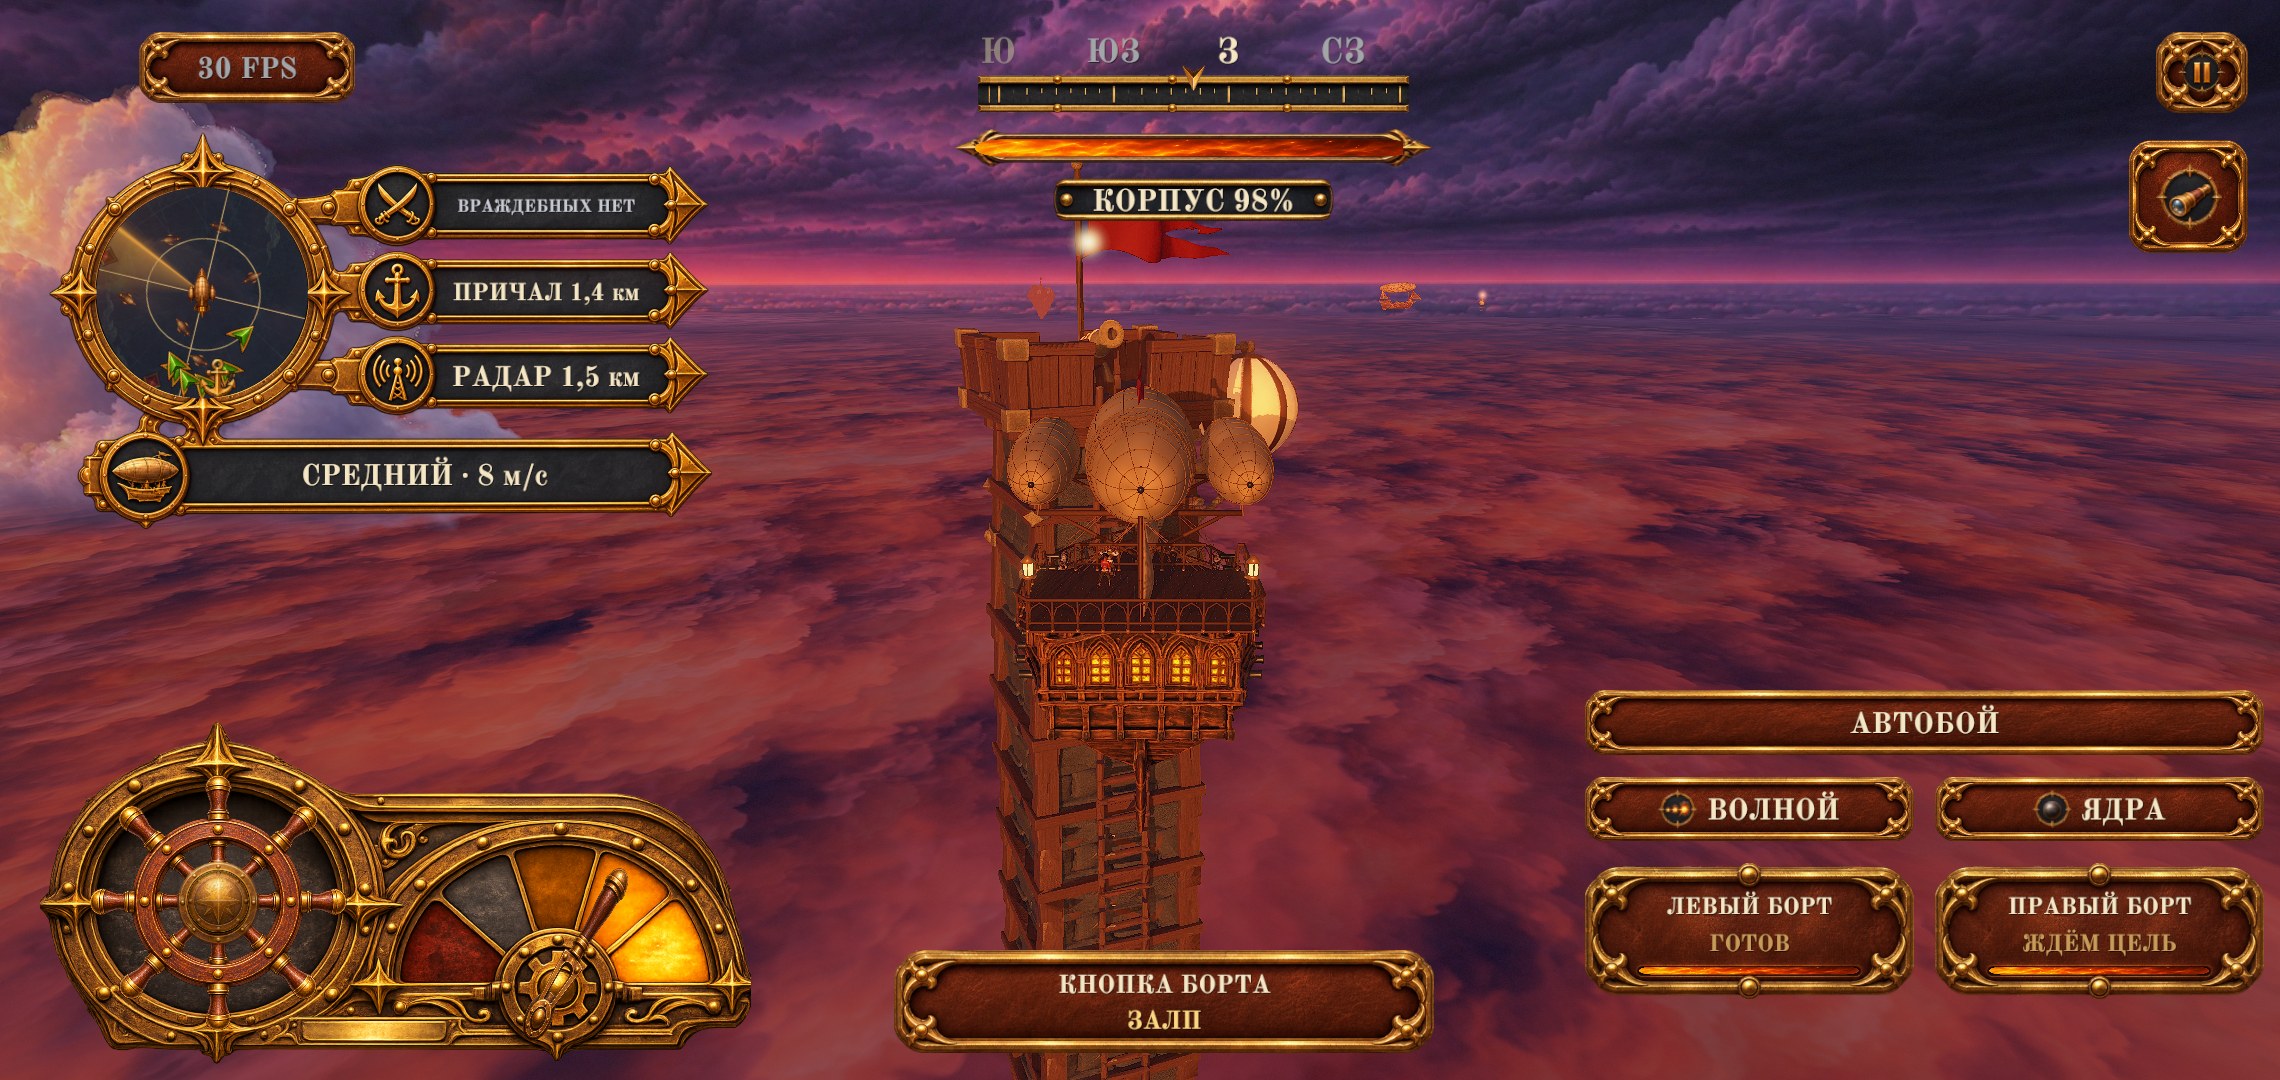 30 FPS
Ю ЮЗ З СЗ
КОРПУС 98%
ВРАЖДЕБНЫХ НЕТ
ПРИЧАЛ 1,4 км
РАДАР 1,5 км
СРЕДНИЙ · 8 м/с
АВТОБОЙ
ВОЛНОЙ
ЯДРА
ЛЕВЫЙ БОРТ
ГОТОВ
ПРАВЫЙ БОРТ
ЖДЁМ ЦЕЛЬ
КНОПКА БОРТА
ЗАЛП